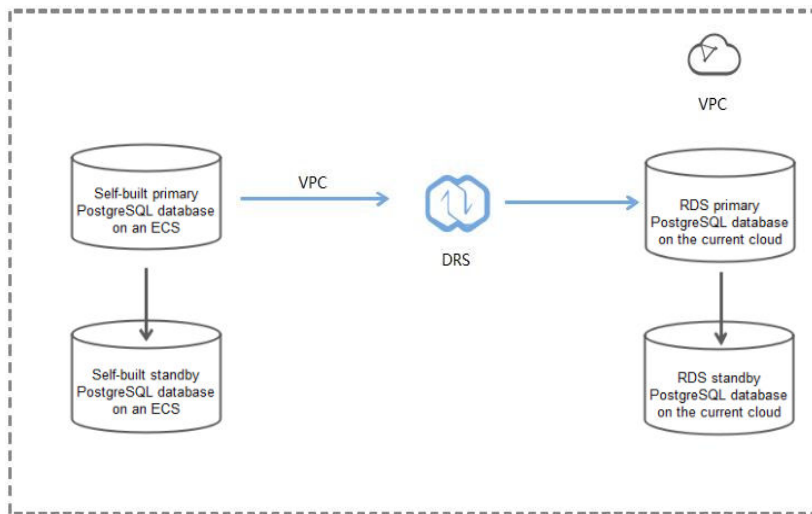 VPC
Self-built primary
PostgreSQL database
on an ECS
VPC
DRS
RDS primary
PostgreSQL database
on the current cloud
Self-built standby
PostgreSQL database
on an ECS
RDS standby
PostgreSQL database
on the current cloud